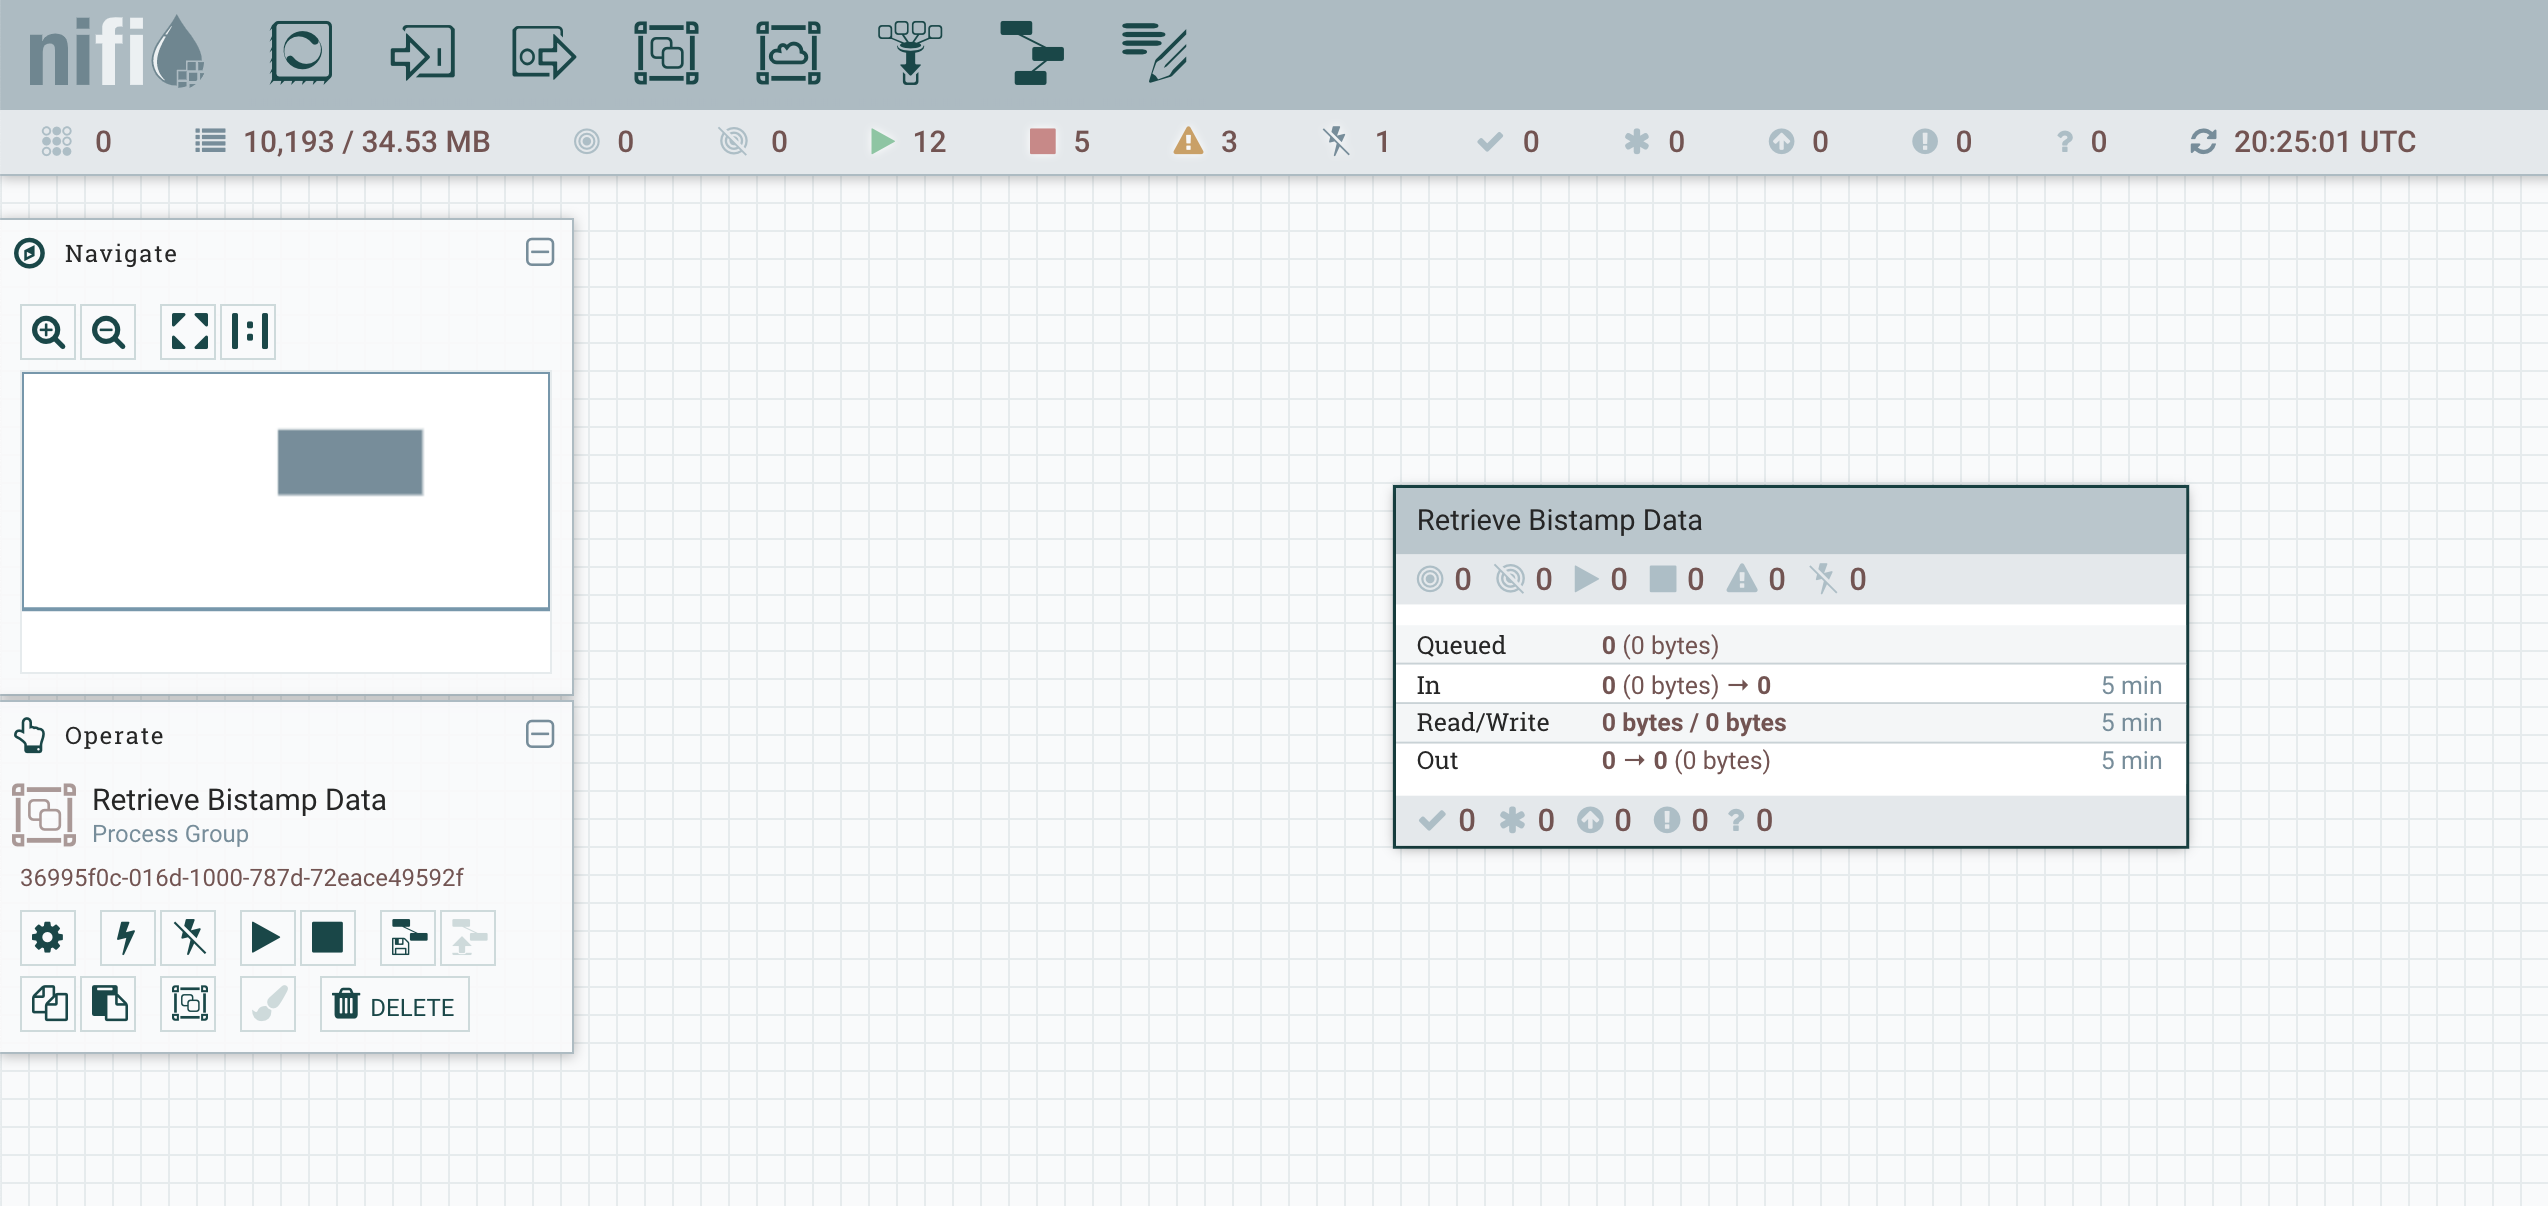 nifi
0 10,193 / 34.53 MB 0 0 12 5 3 1 0 0 0 0 ? 0 20:25:01 UTC
Navigate
Operate
Retrieve Bistamp Data
Process Group
36995f0c-016d-1000-787d-72eace49592f
DELETE
Retrieve Bistamp Data
0 0 0 0 0 0
Queued 0 (0 bytes)
In 0 (0 bytes) → 0 5 min
Read/Write 0 bytes / 0 bytes 5 min
Out 0 → 0 (0 bytes) 5 min
0 0 0 0 ? 0